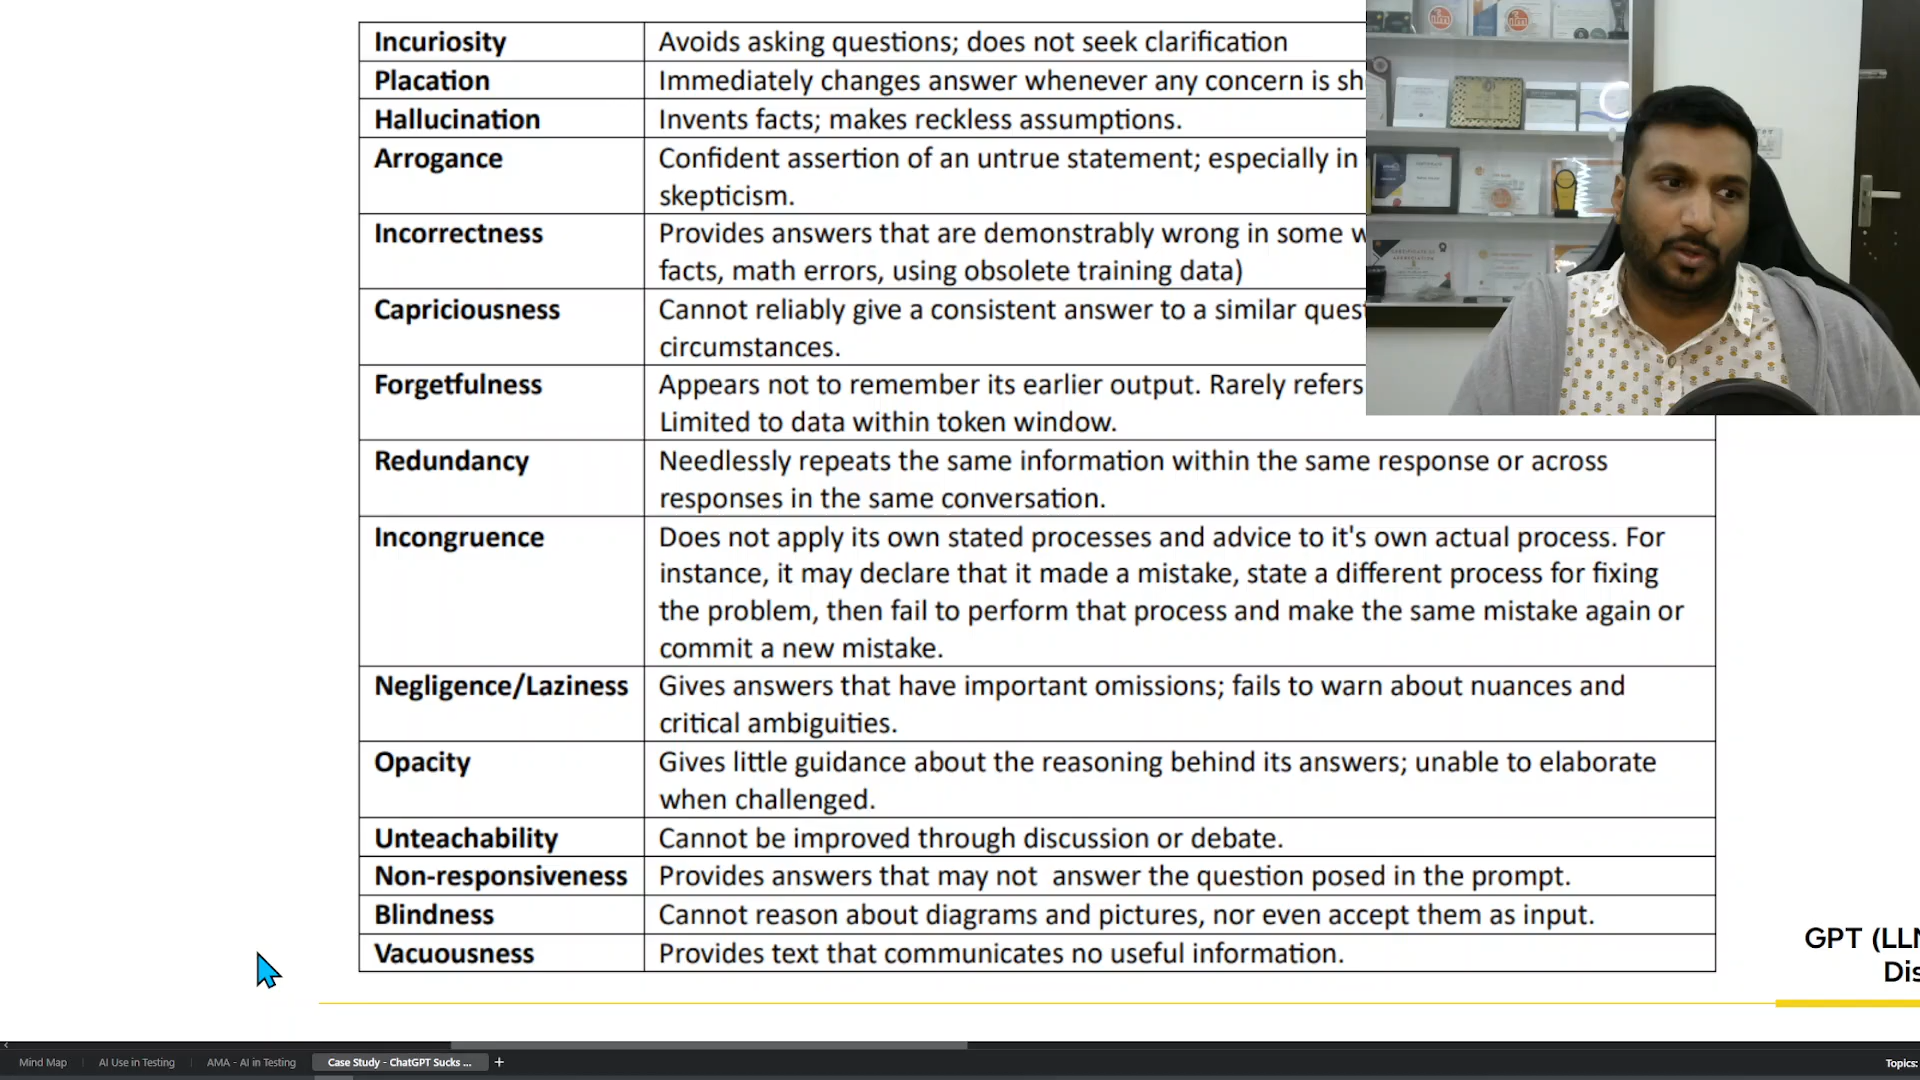 Incuriosity
Avoids asking questions; does not seek clarification
Placation
Immediately changes answer whenever any concern is
Hallucination
Invents facts; makes reckless assumptions.
Arrogance
Confident assertion of an untrue statement; especially in
skepticism.
Incorrectness
Provides answers that are demonstrably wrong in some
facts, math errors, using obsolete training data)
Capriciousness
Cannot reliably give a consistent answer to a similar
circumstances.
Forgetfulness
Appears not to remember its earlier output. Rarely refers
Limited to data within token window.
Redundancy
Needlessly repeats the same information within the same response or across
responses in the same conversation.
Incongruence
Does not apply its own stated processes and advice to it's own actual process. For
instance, it may declare that it made a mistake, state a different process for fixing
the problem, then fail to perform that process and make the same mistake again or
commit a new mistake.
Negligence/Laziness
Gives answers that have important omissions; fails to warn about nuances and
critical ambiguities.
Opacity
Gives little guidance about the reasoning behind its answers; unable to elaborate
when challenged.
Unteachability
Cannot be improved through discussion or debate.
Non-responsiveness
Provides answers that may not answer the question posed in the prompt.
Blindness
Cannot reason about diagrams and pictures, nor even accept them as input.
Vacuousness
Provides text that communicates no useful information.
GPT
Mind Map
AI Use in Testing
AMA - AI in Testing
Case Study - ChatGPT Sucks ...
+
Topics: